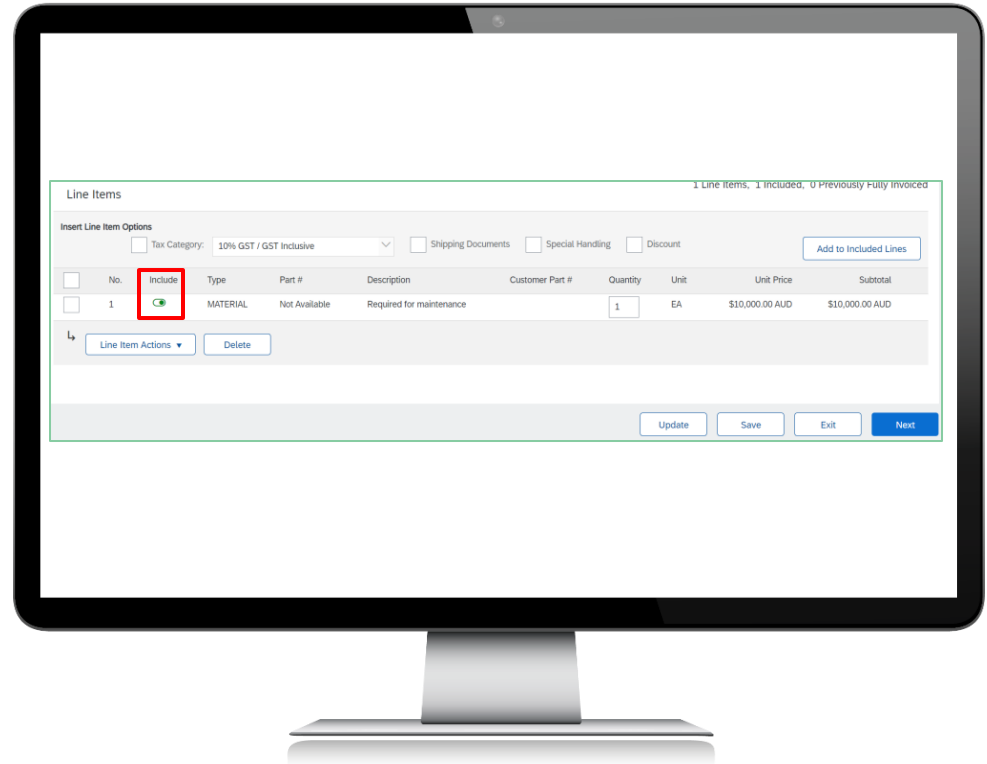 1 Line Items, 1 Included, 0 Previously Fully Invoiced
Line Items
Insert Line Item Options
Tax Category: 10% GST / GST Inclusive Shipping Documents Special Handling Discount Add to Included Lines
No. Include Type Part # Description Customer Part # Quantity Unit Unit Price Subtotal
1 MATERIAL Not Available Required for maintenance 1 EA $10,000.00 AUD $10,000.00 AUD
Line Item Actions ▼ Delete
Update Save Exit Next